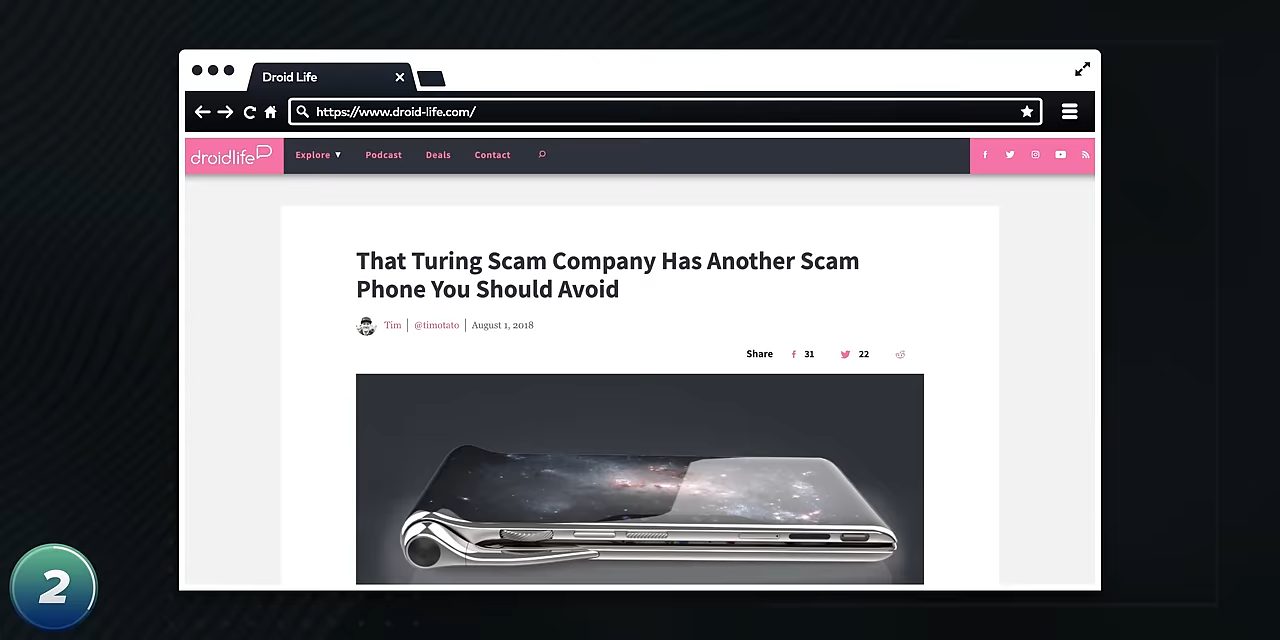 Droid Life
https://www.droid-life.com/
droidlife
Explore
Podcast
Deals
Contact
That Turing Scam Company Has Another Scam
Phone You Should Avoid
Tim | @timotato | August 1, 2018
Share 31 22
2